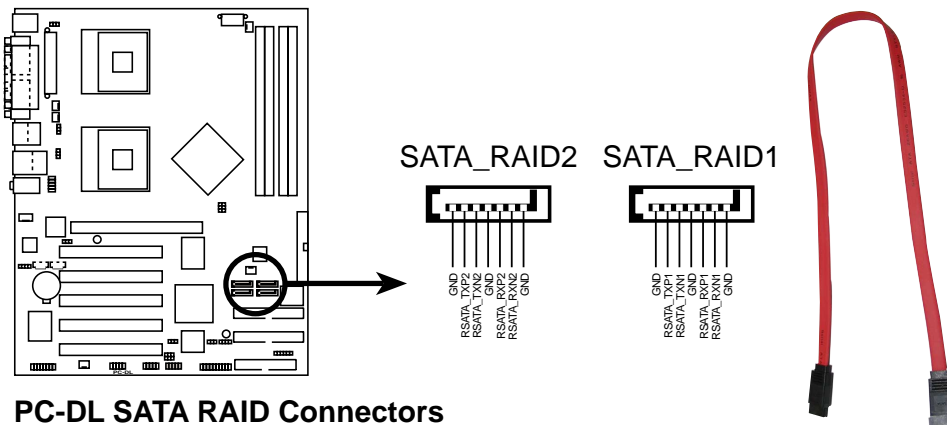 SATA_RAID2 SATA_RAID1
GND
RSATA_TXP2
RSATA_TXN2
GND
RSATA_RXP2
RSATA_RXN2
GND
GND
RSATA_TXP1
RSATA_TXN1
GND
RSATA_RXP1
RSATA_RXN1
GND
PC-DL
PC-DL SATA RAID Connectors